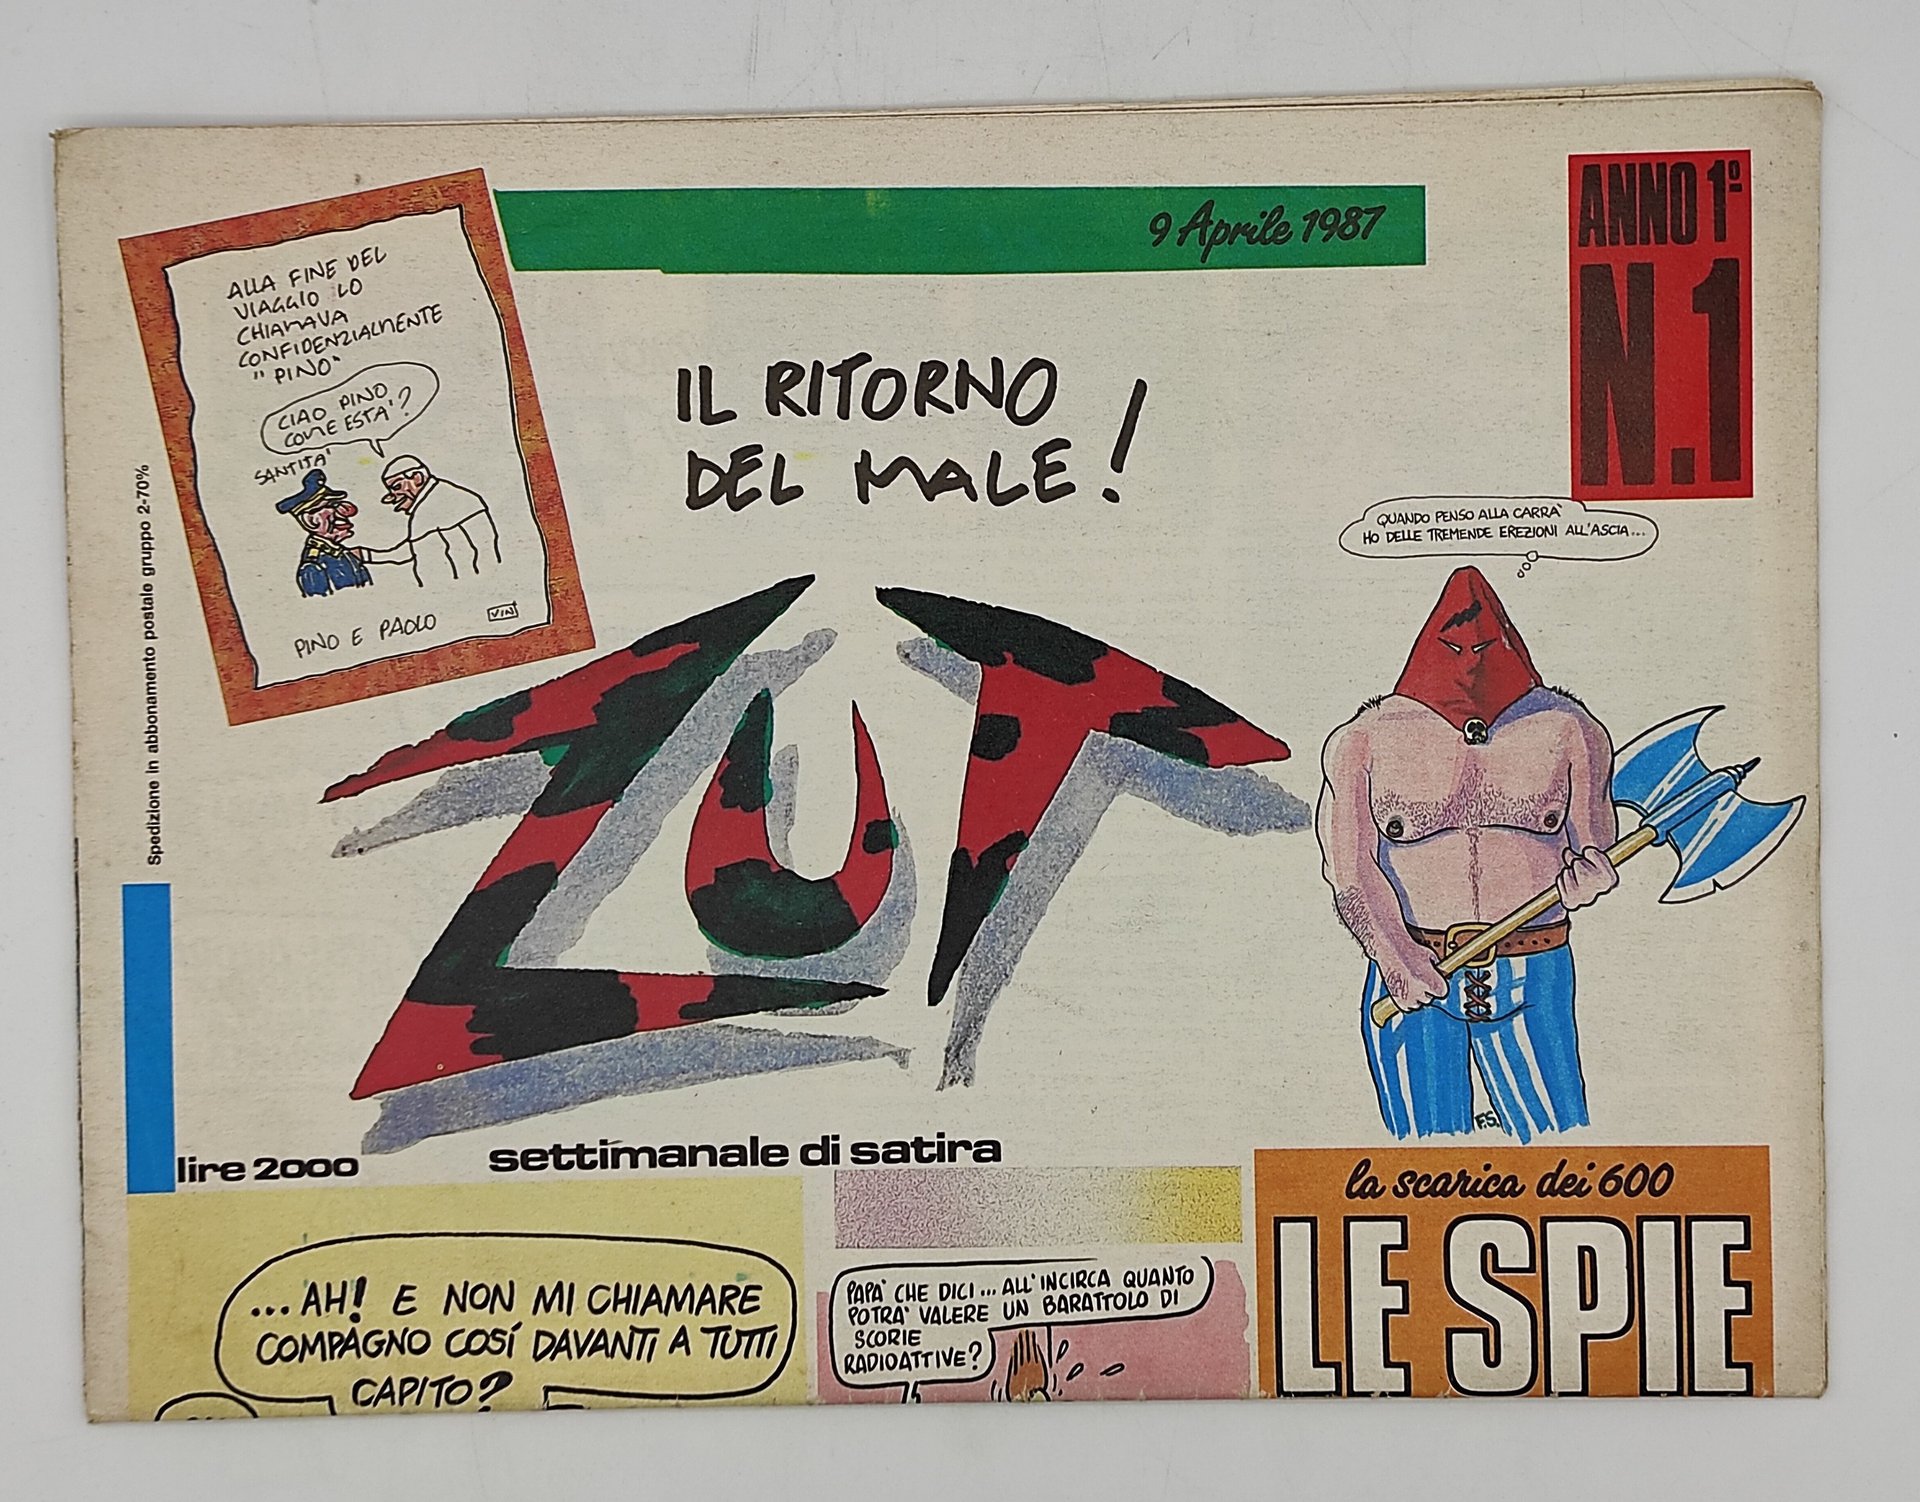 9 Aprile 1987
ANNO 1º
N.1
ALLA FINE DEL
VIAGGIO LO
CHIAMAVA
CONFIDENZIALMENTE
"PINO"
CIAO PINO
COME ESTA'?
SANTITA'
PINO E PAOLO
VIN
IL RITORNO
DEL MALE!
QUANDO PENSO ALLA CARRA'
HO DELLE TREMENDE EREZIONI ALL'ASCIA...
ZUT
F.S.
Spedizione in abbonamento postale gruppo 2-70%
lire 2000
settimanale di satira
...AH! E NON MI CHIAMARE
COMPAGNO COSÍ DAVANTI A TUTTI
CAPITO?
PAPA' CHE DICI... ALL'INCIRCA QUANTO
POTRA' VALERE UN BARATTOLO DI
SCORIE
RADIOATTIVE?
la scarica dei 600
LE SPIE